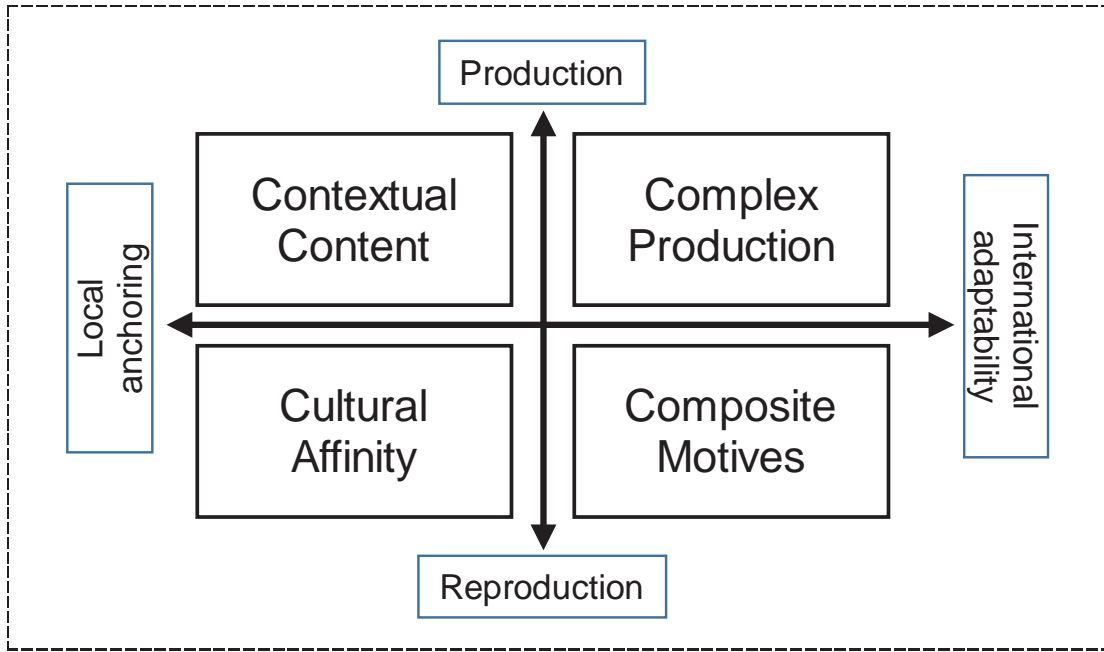 Production
Contextual
Content
Complex
Production
Local
anchoring
International
adaptability
Cultural
Affinity
Composite
Motives
Reproduction